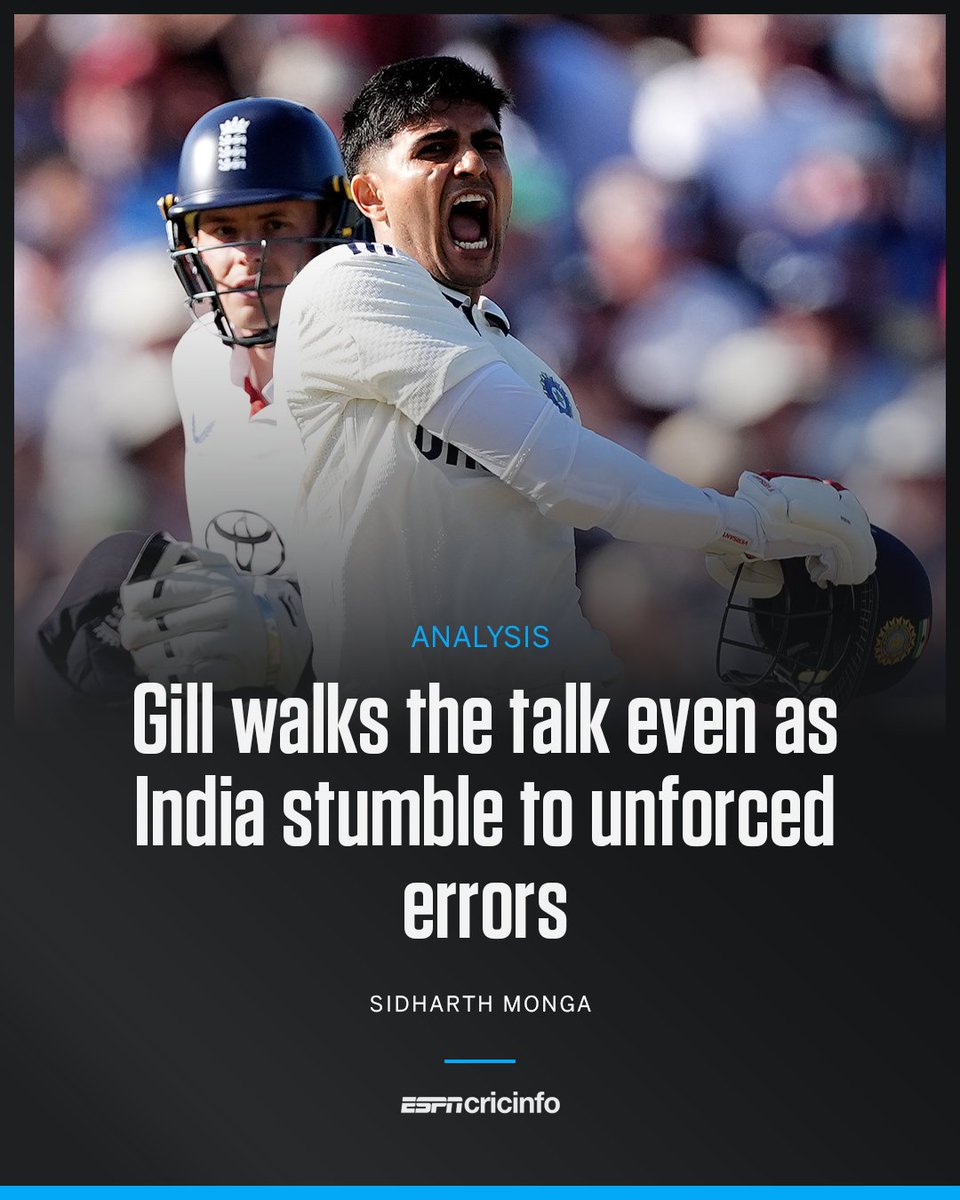 ANALYSIS
Gill walks the talk even as
India stumble to unforced
errors
SIDHARTH MONGA
ESPNcricinfo